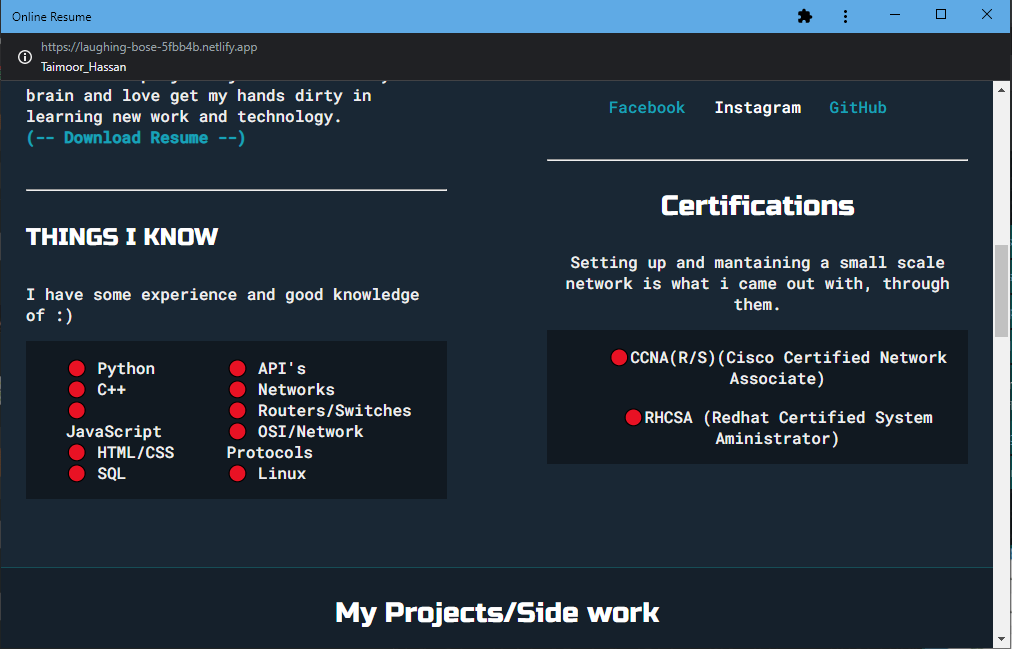 Online Resume
https://laughing-bose-5fbb4b.netlify.app
Taimoor_Hassan
brain and love get my hands dirty in
learning new work and technology.
(-- Download Resume --)
THINGS I KNOW
I have some experience and good knowledge
of :)
Python
C++
JavaScript
HTML/CSS
SQL
API's
Networks
Routers/Switches
OSI/Network
Protocols
Linux
Facebook Instagram GitHub
Certifications
Setting up and mantaining a small scale
network is what i came out with, through
them.
CCNA(R/S)(Cisco Certified Network
Associate)
RHCSA (Redhat Certified System
Aministrator)
My Projects/Side work